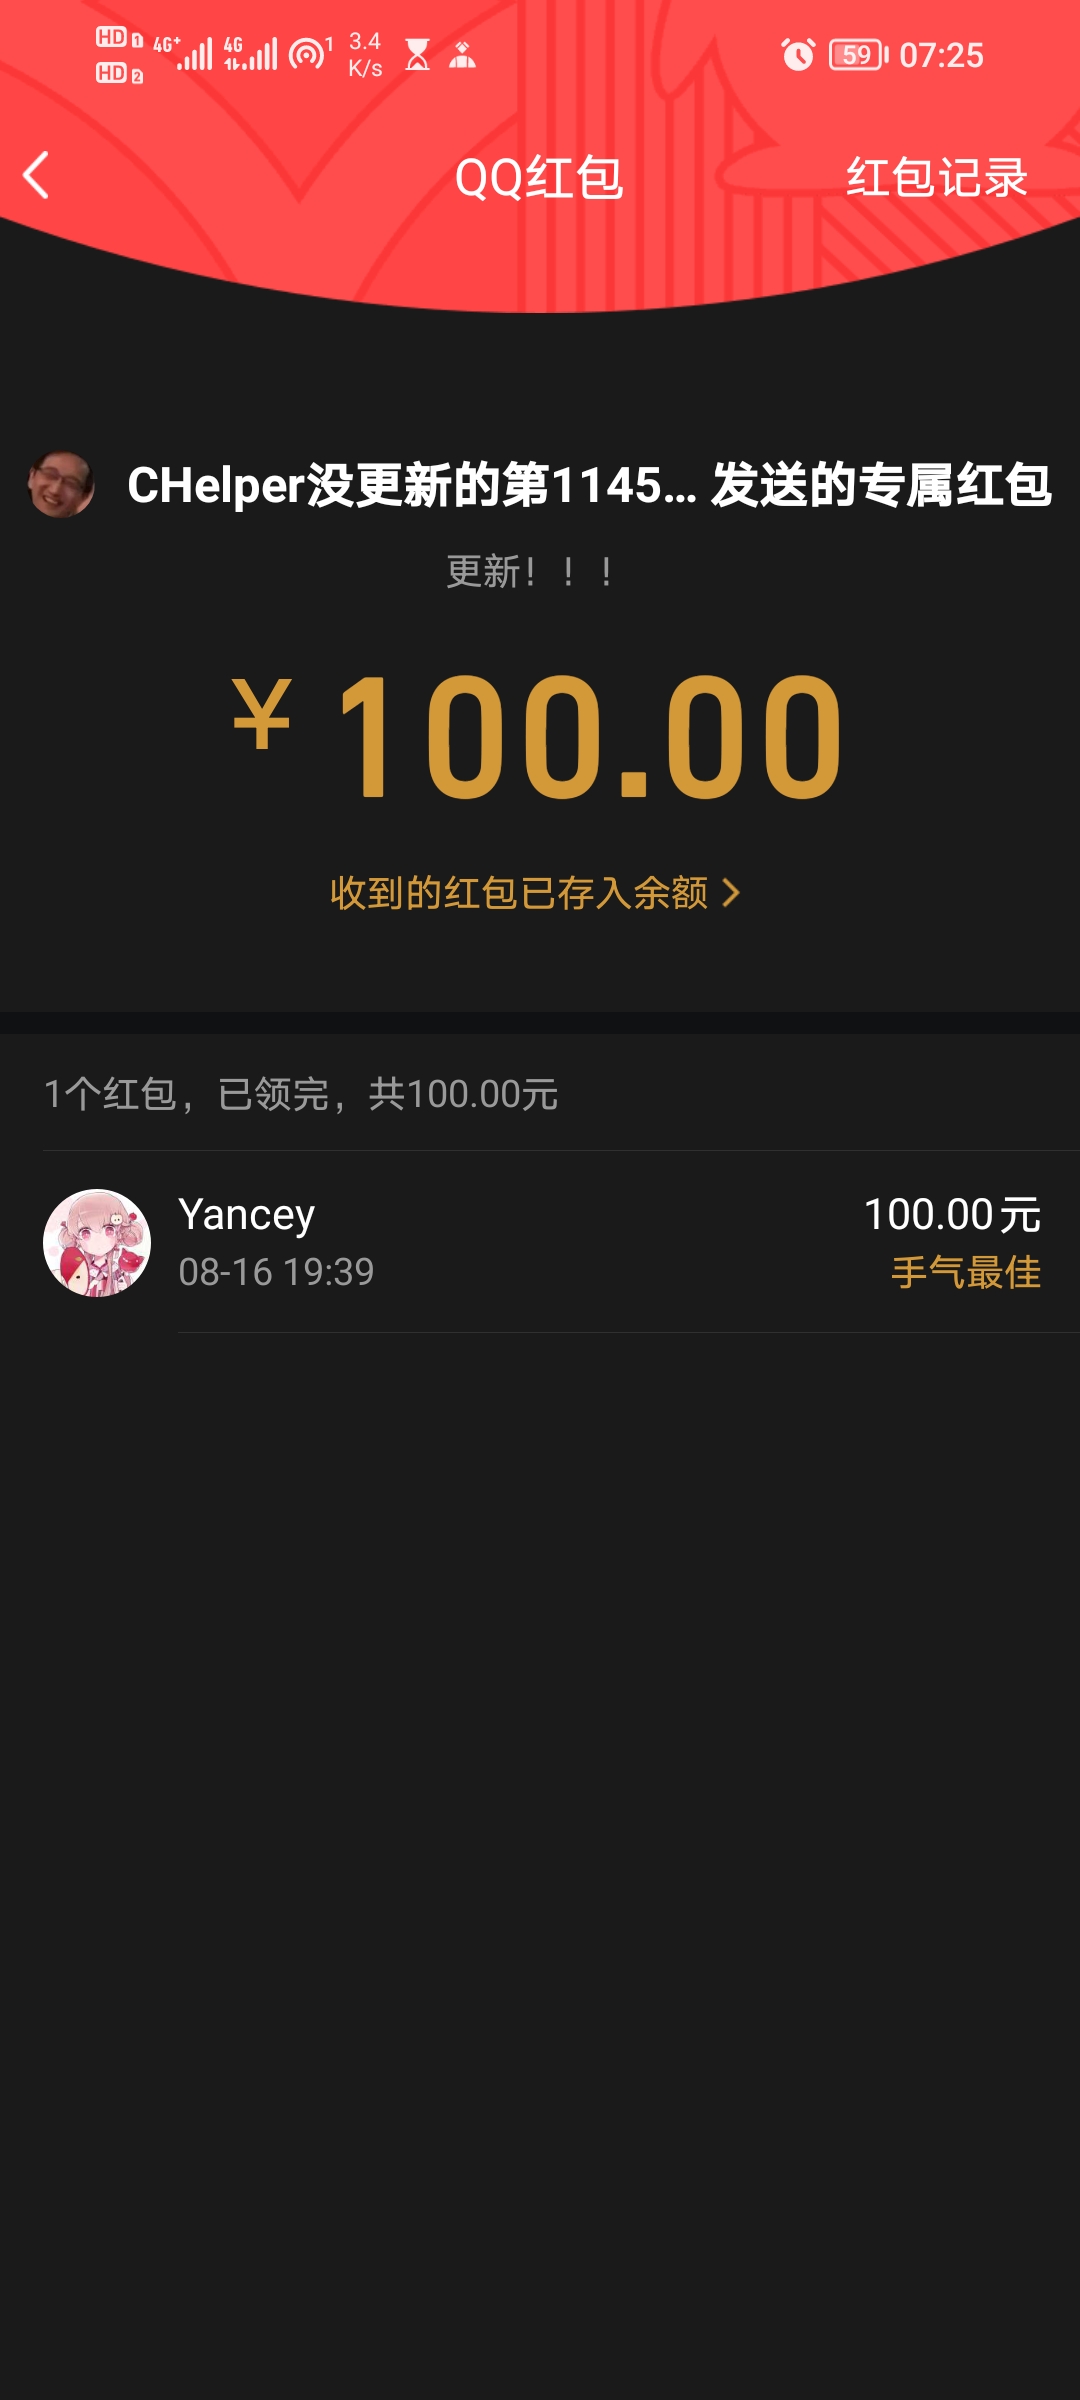 HD 1 4G+ 4G 1 3.4 59 07:25
HD 2 K/s
QQ红包 红包记录
CHelper没更新的第1145... 发送的专属红包
更新！！！
¥100.00
收到的红包已存入余额
1个红包，已领完，共100.00元
Yancey 100.00元
08-16 19:39 手气最佳